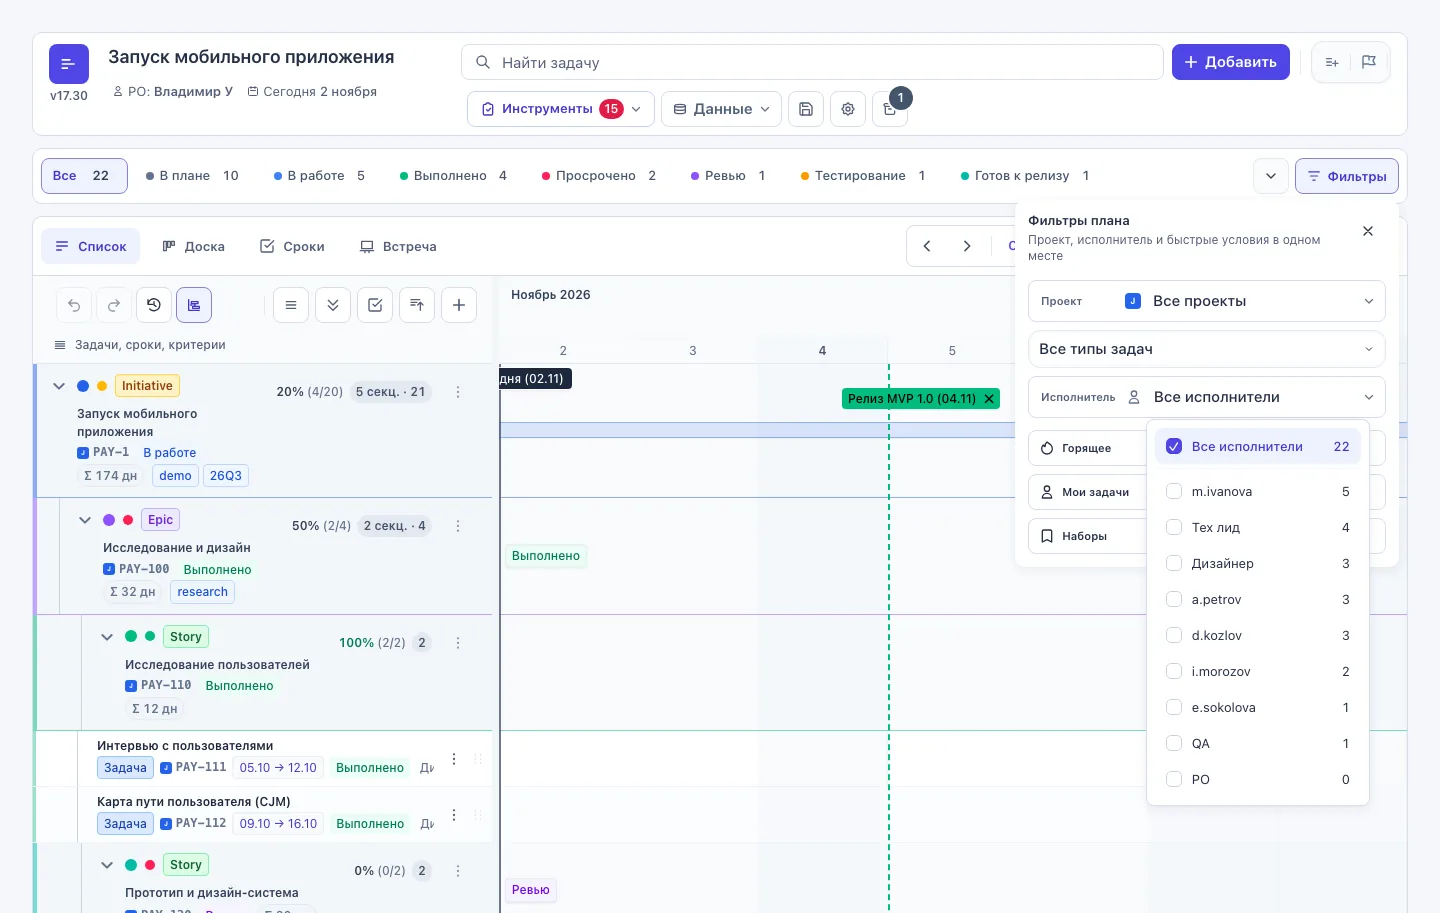 Запуск мобильного приложения
v17.30
PO: Владимир У
Сегодня 2 ноября
Найти задачу
Добавить
Инструменты 15
Данные
1
Все 22
В плане 10
В работе 5
Выполнено 4
Просрочено 2
Ревью 1
Тестирование 1
Готов к релизу 1
Фильтры
Список
Доска
Сроки
Встреча
Задачи, сроки, критерии
Ноябрь 2026
2
3
4
5
дня (02.11)
Релиз MVP 1.0 (04.11)
Initiative
20% (4/20)
5 секц. · 21
Запуск мобильного
приложения
PAY-1
В работе
Σ 174 дн
demo
26Q3
Epic
50% (2/4)
2 секц. · 4
Исследование и дизайн
PAY-100
Выполнено
Σ 32 дн
research
Выполнено
Story
100% (2/2)
2
Исследование пользователей
PAY-110
Выполнено
Σ 12 дн
Интервью с пользователями
Задача
PAY-111
05.10 → 12.10
Выполнено
Карта пути пользователя (CJM)
Задача
PAY-112
09.10 → 16.10
Выполнено
Story
0% (0/2)
2
Прототип и дизайн-система
Ревью
Фильтры плана
Проект, исполнитель и быстрые условия в одном
месте
Проект
J
Все проекты
Все типы задач
Исполнитель
Все исполнители
Горящее
Мои задачи
Наборы
Все исполнители 22
m.ivanova 5
Тех лид 4
Дизайнер 3
a.petrov 3
d.kozlov 3
i.morozov 2
e.sokolova 1
QA 1
PO 0